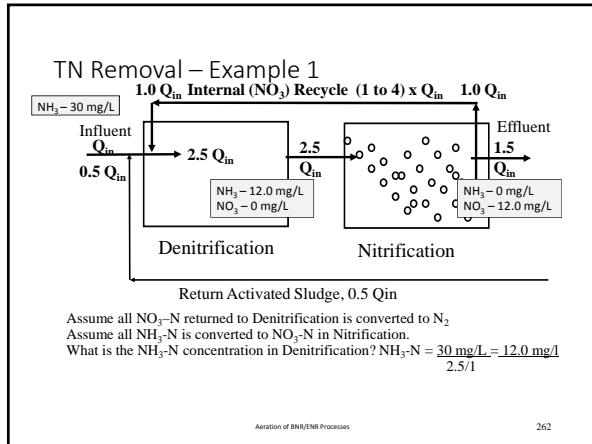 TN Removal – Example 1
1.0 Qin Internal (NO3) Recycle (1 to 4) x Qin 1.0 Qin
NH3 – 30 mg/L
Influent
Qin
0.5 Qin
2.5 Qin
2.5
Qin
Effluent
1.5
Qin
NH3 – 12.0 mg/L
NO3 – 0 mg/L
NH3 – 0 mg/L
NO3 – 12.0 mg/L
Denitrification
Nitrification
Return Activated Sludge, 0.5 Qin
Assume all NO3–N returned to Denitrification is converted to N2
Assume all NH3-N is converted to NO3-N in Nitrification.
What is the NH3-N concentration in Denitrification? NH3-N = 30 mg/L = 12.0 mg/l
2.5/1
Aeration of BNR/ENR Processes
262